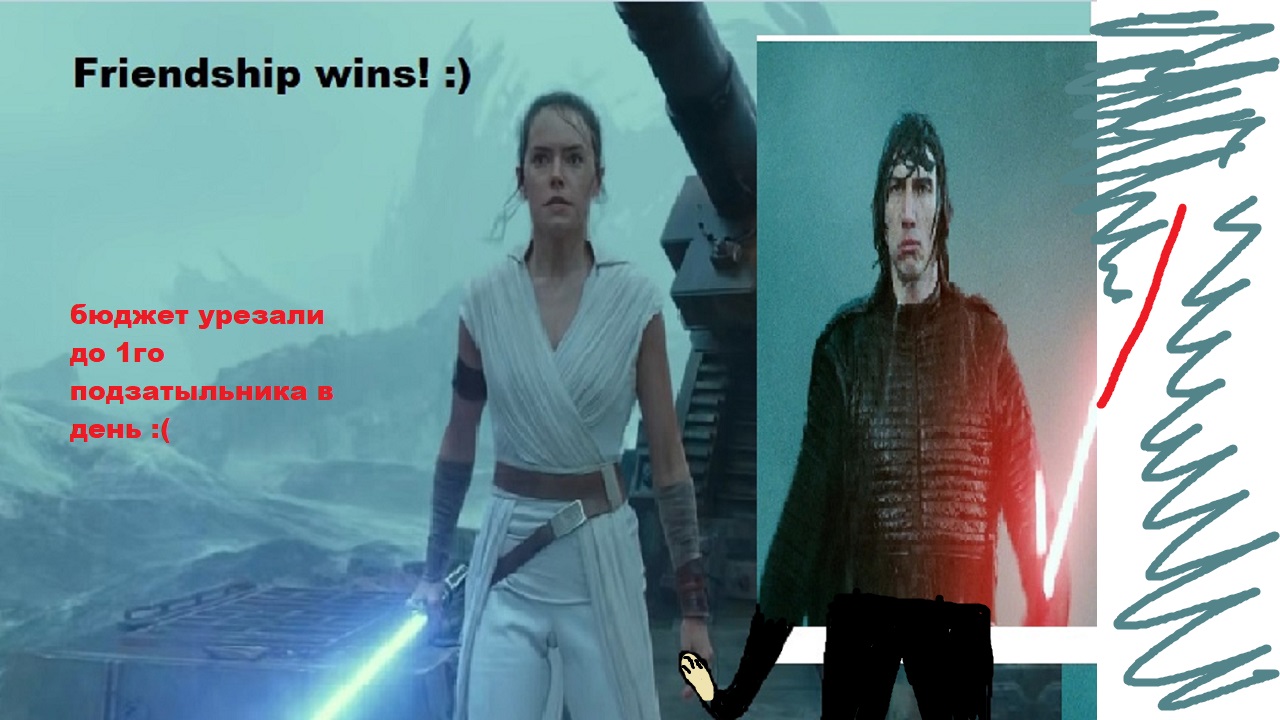 Friendship wins! :)
бюджет урезали
до 1го
подзатыльника в
день :(